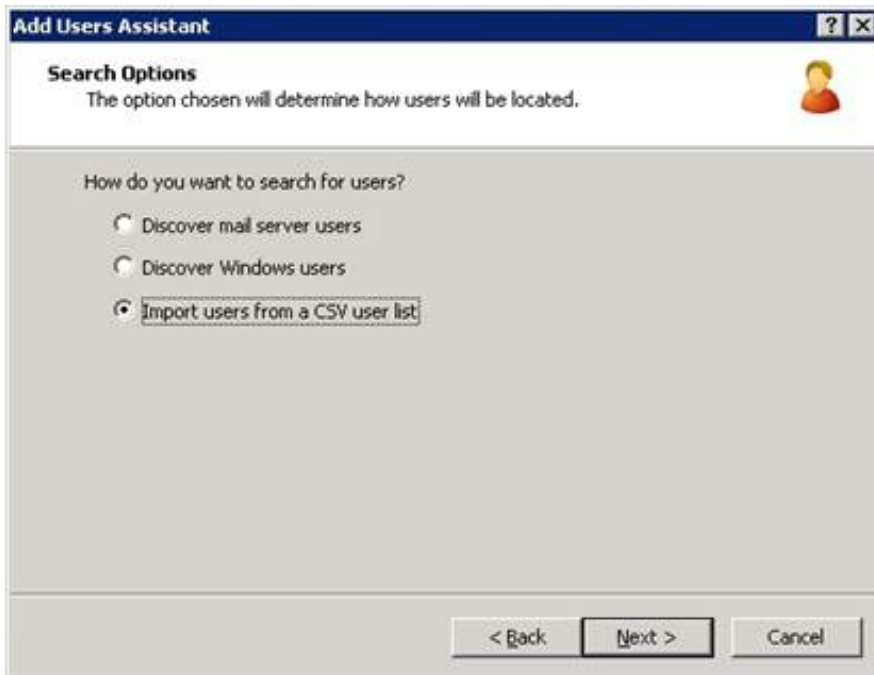 Add Users Assistant
Search Options
The option chosen will determine how users will be located.
How do you want to search for users?
Discover mail server users
Discover Windows users
Import users from a CSV user list
< Back Next > Cancel